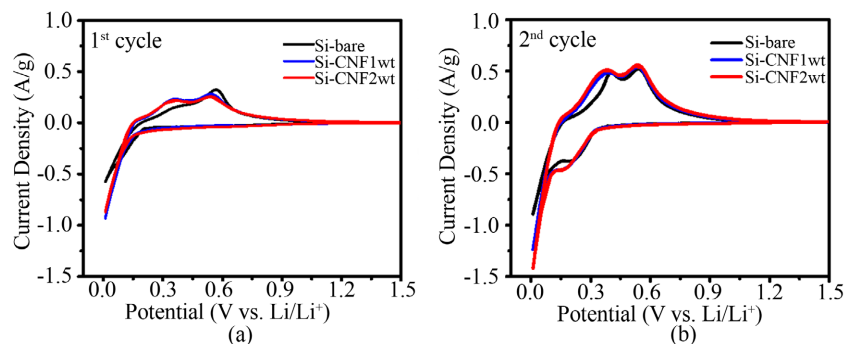 1st cycle
Si-bare
Si-CNF1wt
Si-CNF2wt
Current Density (A/g)
1.0
0.5
0.0
-0.5
-1.0
-1.5
0.0 0.3 0.6 0.9 1.2 1.5
Potential (V vs. Li/Li⁺)
(a)
2nd cycle
Si-bare
Si-CNF1wt
Si-CNF2wt
Current Density (A/g)
1.0
0.5
0.0
-0.5
-1.0
-1.5
0.0 0.3 0.6 0.9 1.2 1.5
Potential (V vs. Li/Li⁺)
(b)